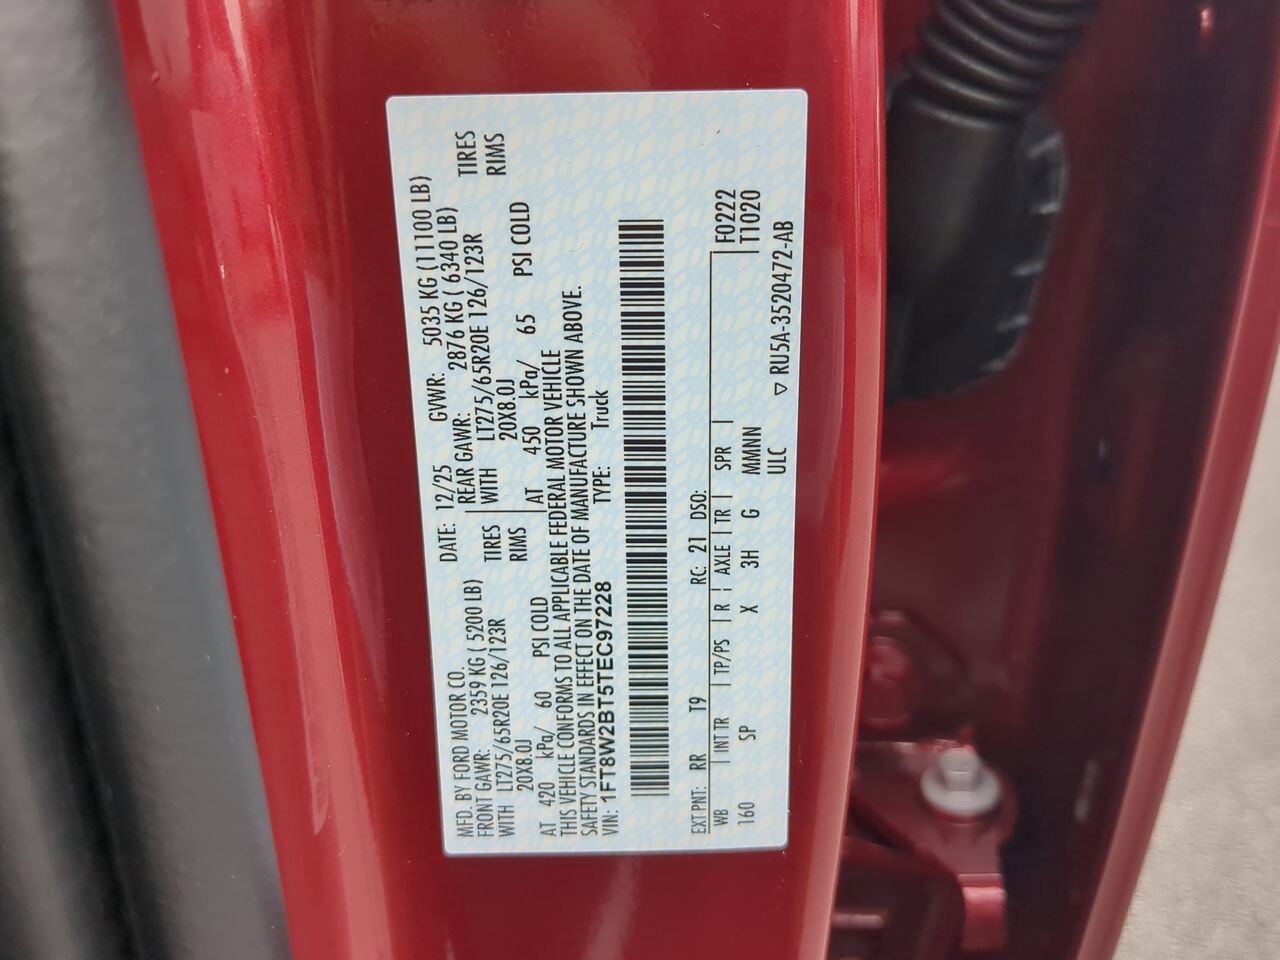 MFD. BY FORD MOTOR CO.
DATE: 12/25 GVWR: 5035 KG (11100 LB)
FRONT GAWR: 2359 KG ( 5200 LB) REAR GAWR: 2876 KG ( 6340 LB)
WITH LT275/65R20E 126/123R TIRES WITH LT275/65R20E 126/123R TIRES
20X8.0J RIMS 20X8.0J RIMS
AT 420 kPa/ 60 PSI COLD AT 450 kPa/ 65 PSI COLD
THIS VEHICLE CONFORMS TO ALL APPLICABLE FEDERAL MOTOR VEHICLE
SAFETY STANDARDS IN EFFECT ON THE DATE OF MANUFACTURE SHOWN ABOVE.
VIN: 1FT8W2BT5TEC97228 TYPE: Truck
EXT PNT: RR T9 RC: 21 DSO: F0222
WB INT TR TP/PS R AXLE TR SPR T1020
160 SP X 3H G MMNN
ULC ▽ RU5A-3520472-AB